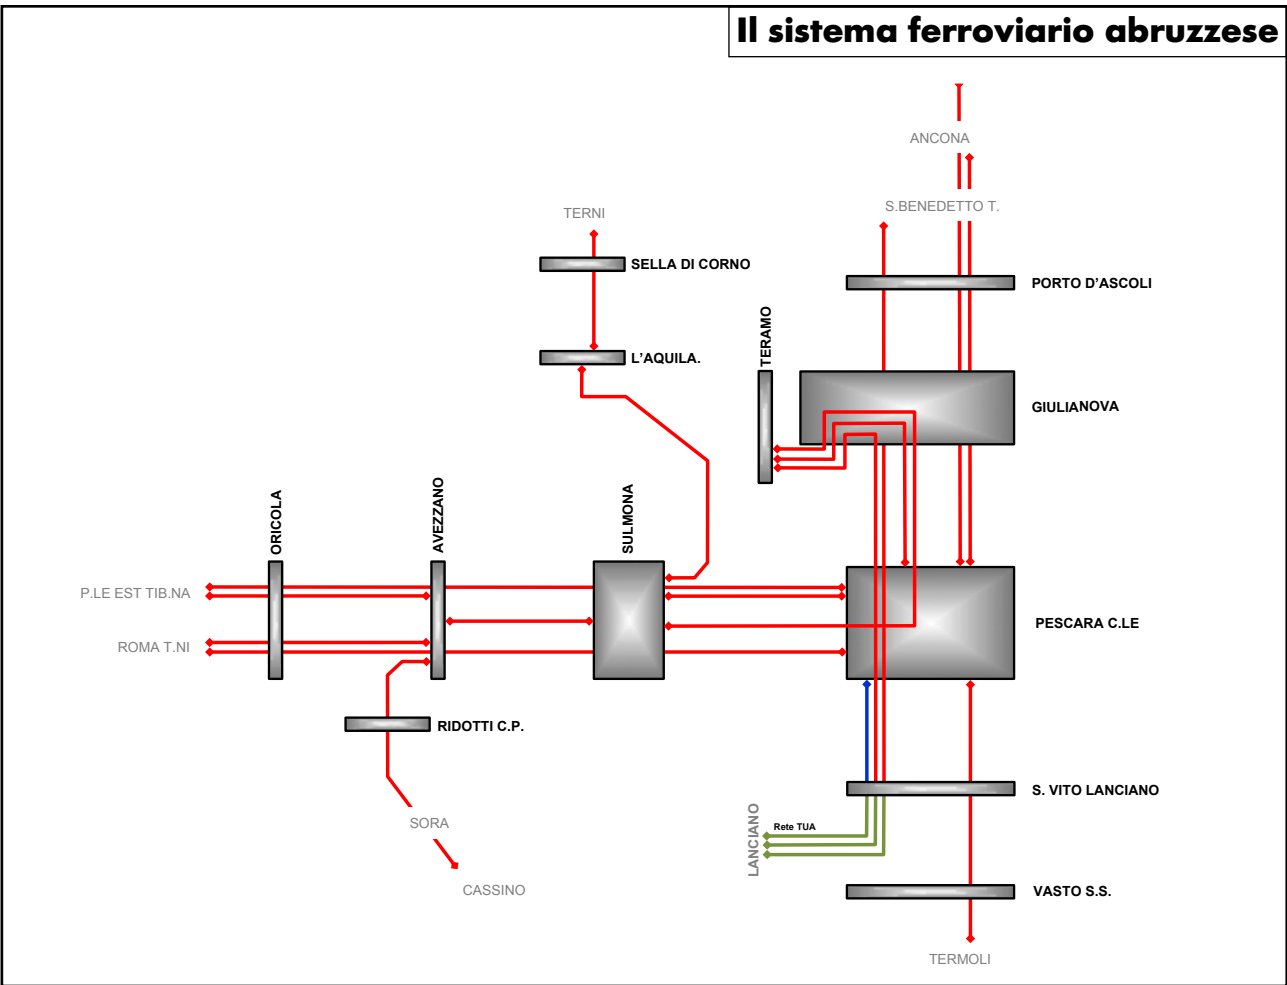 Il sistema ferroviario abruzzese
ANCONA
S.BENEDETTO T.
TERNI
SELLA DI CORNO
PORTO D'ASCOLI
TERAMO
L'AQUILA.
GIULIANOVA
ORICOLA
AVEZZANO
SULMONA
P.LE EST TIB.NA
PESCARA C.LE
ROMA T.NI
RIDOTTI C.P.
S. VITO LANCIANO
SORA
LANCIANO
Rete TUA
CASSINO
VASTO S.S.
TERMOLI